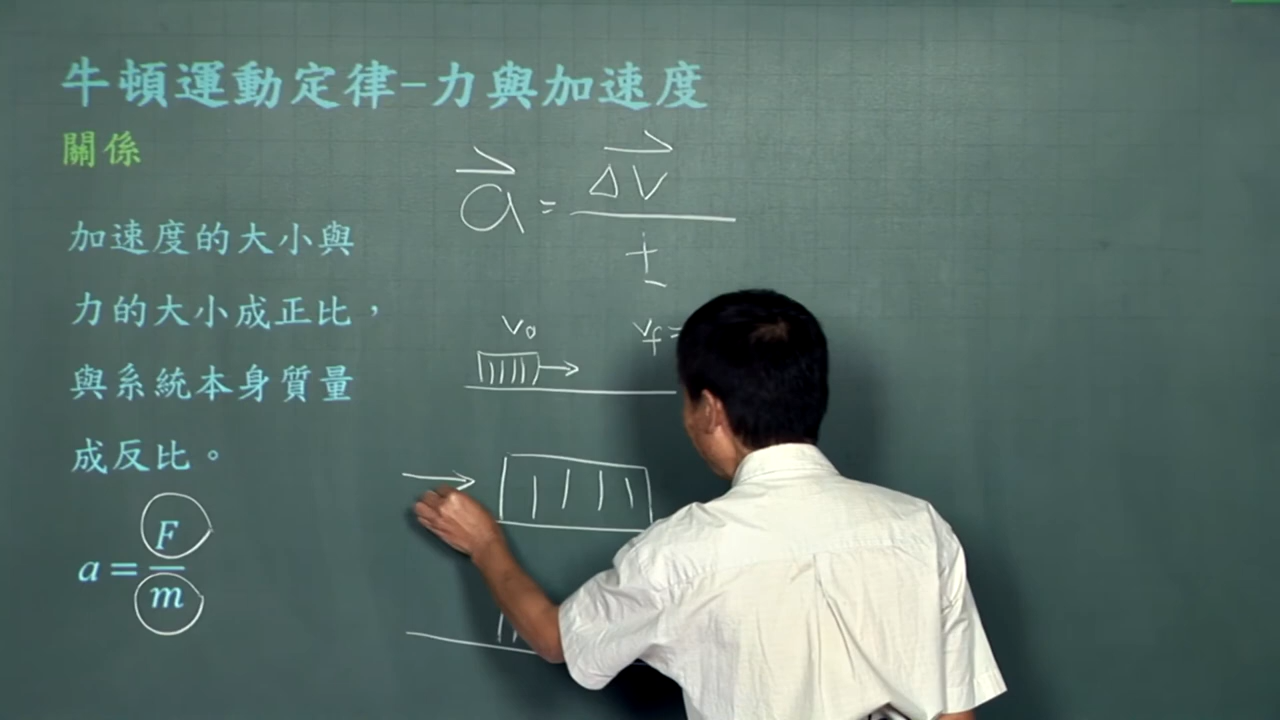 牛頓運動定律-力與加速度
關係
加速度的大小與
力的大小成正比，
與系統本身質量
成反比。
a = F/m
a = ΔV/t
V₀
V_f =